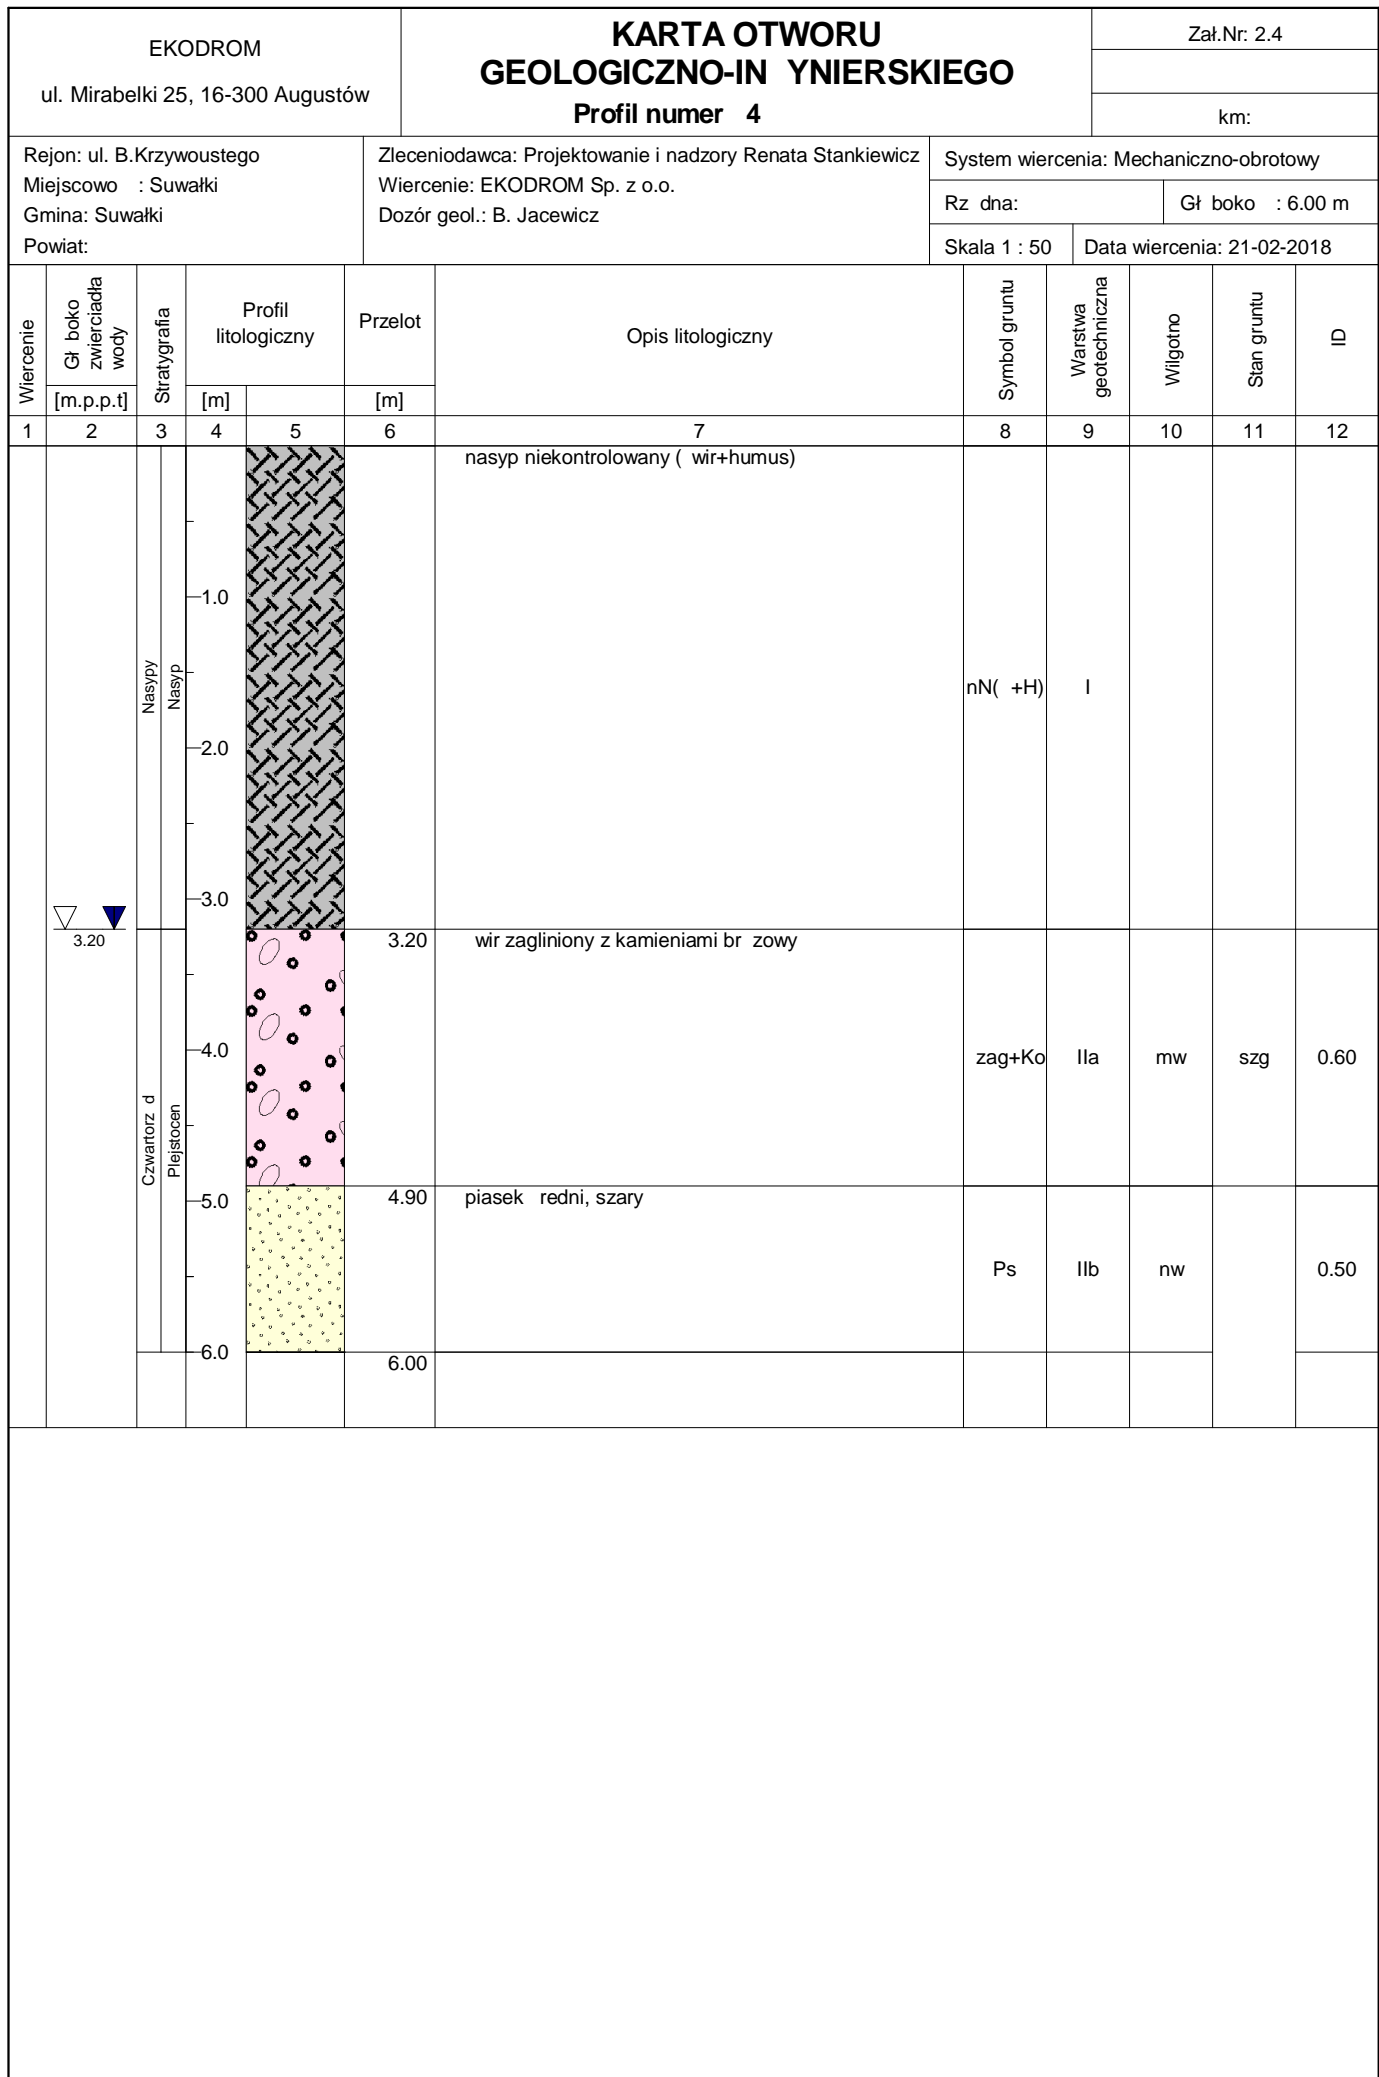 EKODROM
ul. Mirabelki 25, 16-300 Augustów
KARTA OTWORU
GEOLOGICZNO-IN YNIERSKIEGO
Profil numer 4
Zał.Nr: 2.4
km:
Rejon: ul. B.Krzywoustego
Miejscowo : Suwałki
Gmina: Suwałki
Powiat:
Zleceniodawca: Projektowanie i nadzory Renata Stankiewicz
Wiercenie: EKODROM Sp. z o.o.
Dozór geol.: B. Jacewicz
System wiercenia: Mechaniczno-obrotowy
Rz dna:
Gł boko : 6.00 m
Skala 1 : 50
Data wiercenia: 21-02-2018
Wiercenie
Gł boko
zwierciadła
wody
[m.p.p.t]
Stratygrafia
Profil
litologiczny
[m]
Przelot
[m]
Opis litologiczny
Symbol gruntu
Warstwa
geotechniczna
Wilgotno
Stan gruntu
ID
1 2 3 4 5 6 7 8 9 10 11 12
nasyp niekontrolowany ( wir+humus)
1.0
Nasypy
Nasyp
nN( +H) I
2.0
3.0
3.20
3.20 wir zagliniony z kamieniami br zowy
4.0
zag+Ko IIa mw szg 0.60
Czwartorz d
Plejstocen
4.90 piasek redni, szary
5.0
Ps IIb nw 0.50
6.0
6.00